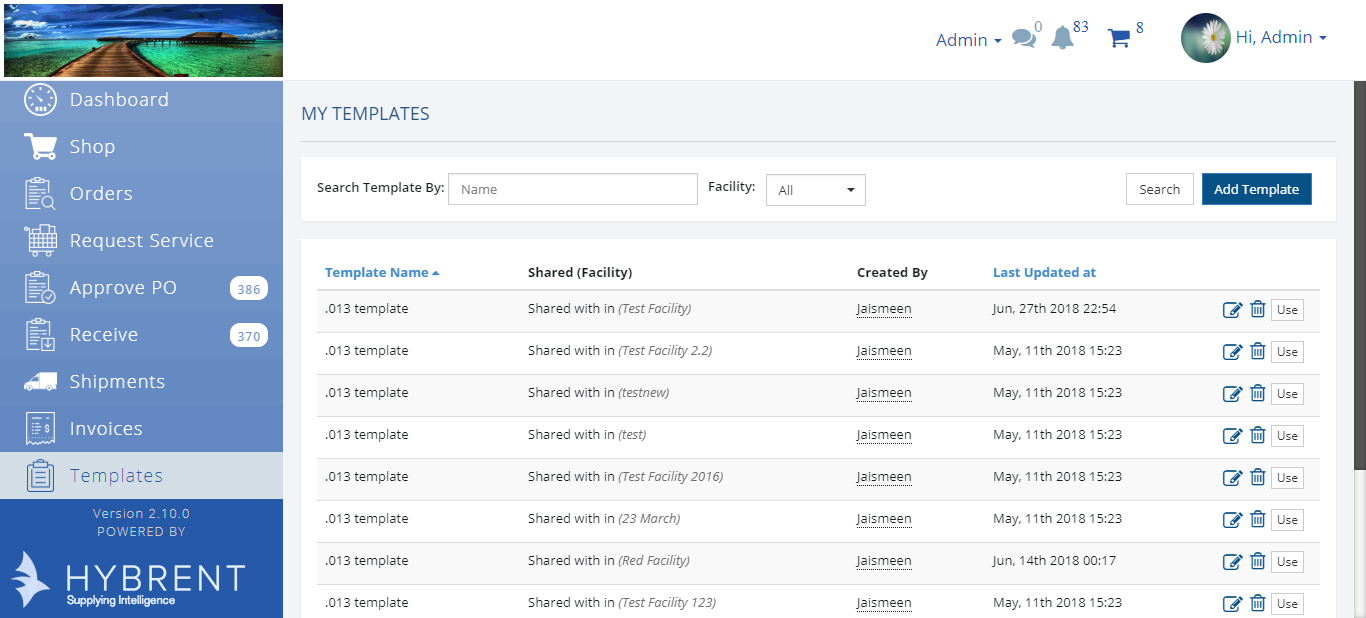 Admin 0 83 8 Hi, Admin
Dashboard
Shop
Orders
Request Service
Approve PO 386
Receive 370
Shipments
Invoices
Templates
Version 2.10.0
POWERED BY
HYBRENT
Supplying Intelligence
MY TEMPLATES
Search Template By: Name Facility: All Search Add Template
Template Name Shared (Facility) Created By Last Updated at
.013 template Shared with in (Test Facility) Jaismeen Jun, 27th 2018 22:54 Use
.013 template Shared with in (Test Facility 2.2) Jaismeen May, 11th 2018 15:23 Use
.013 template Shared with in (testnew) Jaismeen May, 11th 2018 15:23 Use
.013 template Shared with in (test) Jaismeen May, 11th 2018 15:23 Use
.013 template Shared with in (Test Facility 2016) Jaismeen May, 11th 2018 15:23 Use
.013 template Shared with in (23 March) Jaismeen May, 11th 2018 15:23 Use
.013 template Shared with in (Red Facility) Jaismeen Jun, 14th 2018 00:17 Use
.013 template Shared with in (Test Facility 123) Jaismeen May, 11th 2018 15:23 Use